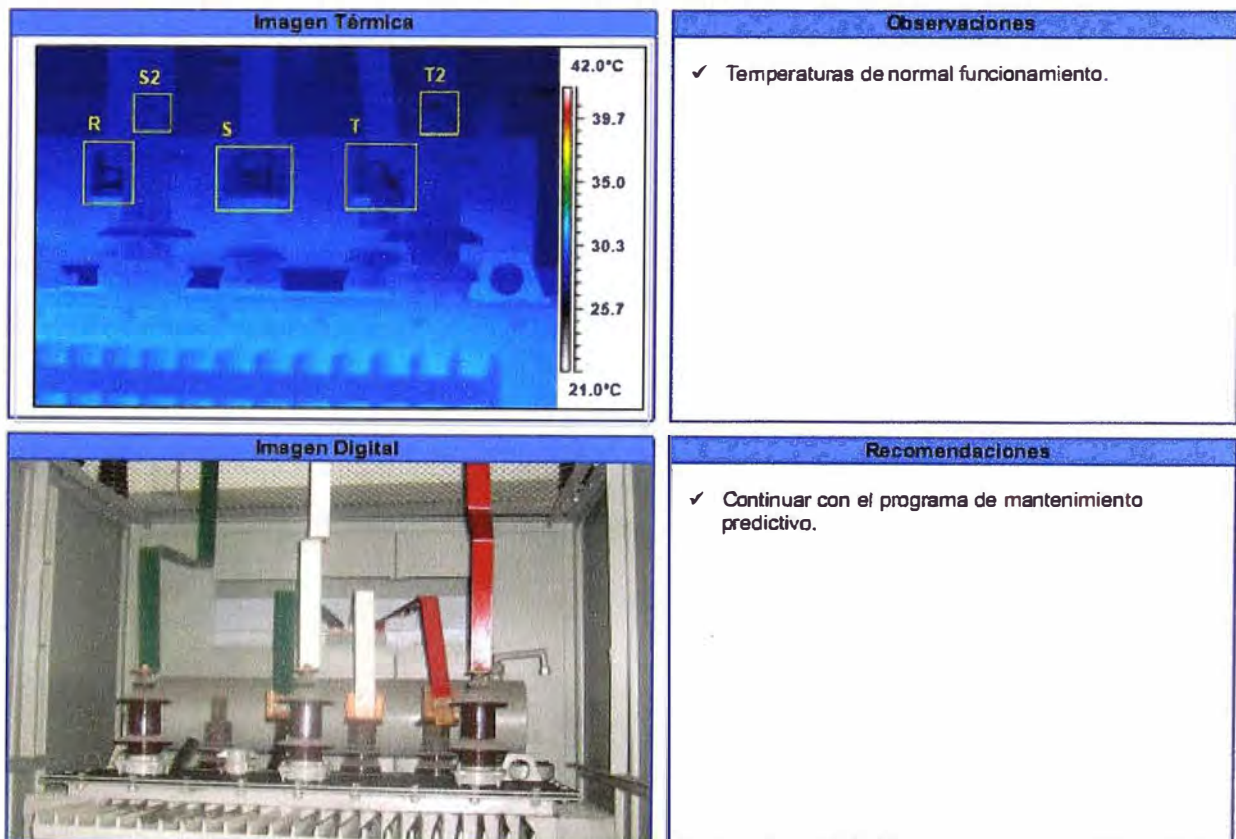 Imagen Térmica
S2
T2
R
S
T
42.0°C
39.7
35.0
30.3
25.7
21.0°C
Observaciones
✓ Temperaturas de normal funcionamiento.
Imagen Digital
Recomendaciones
✓ Continuar con el programa de mantenimiento
predictivo.